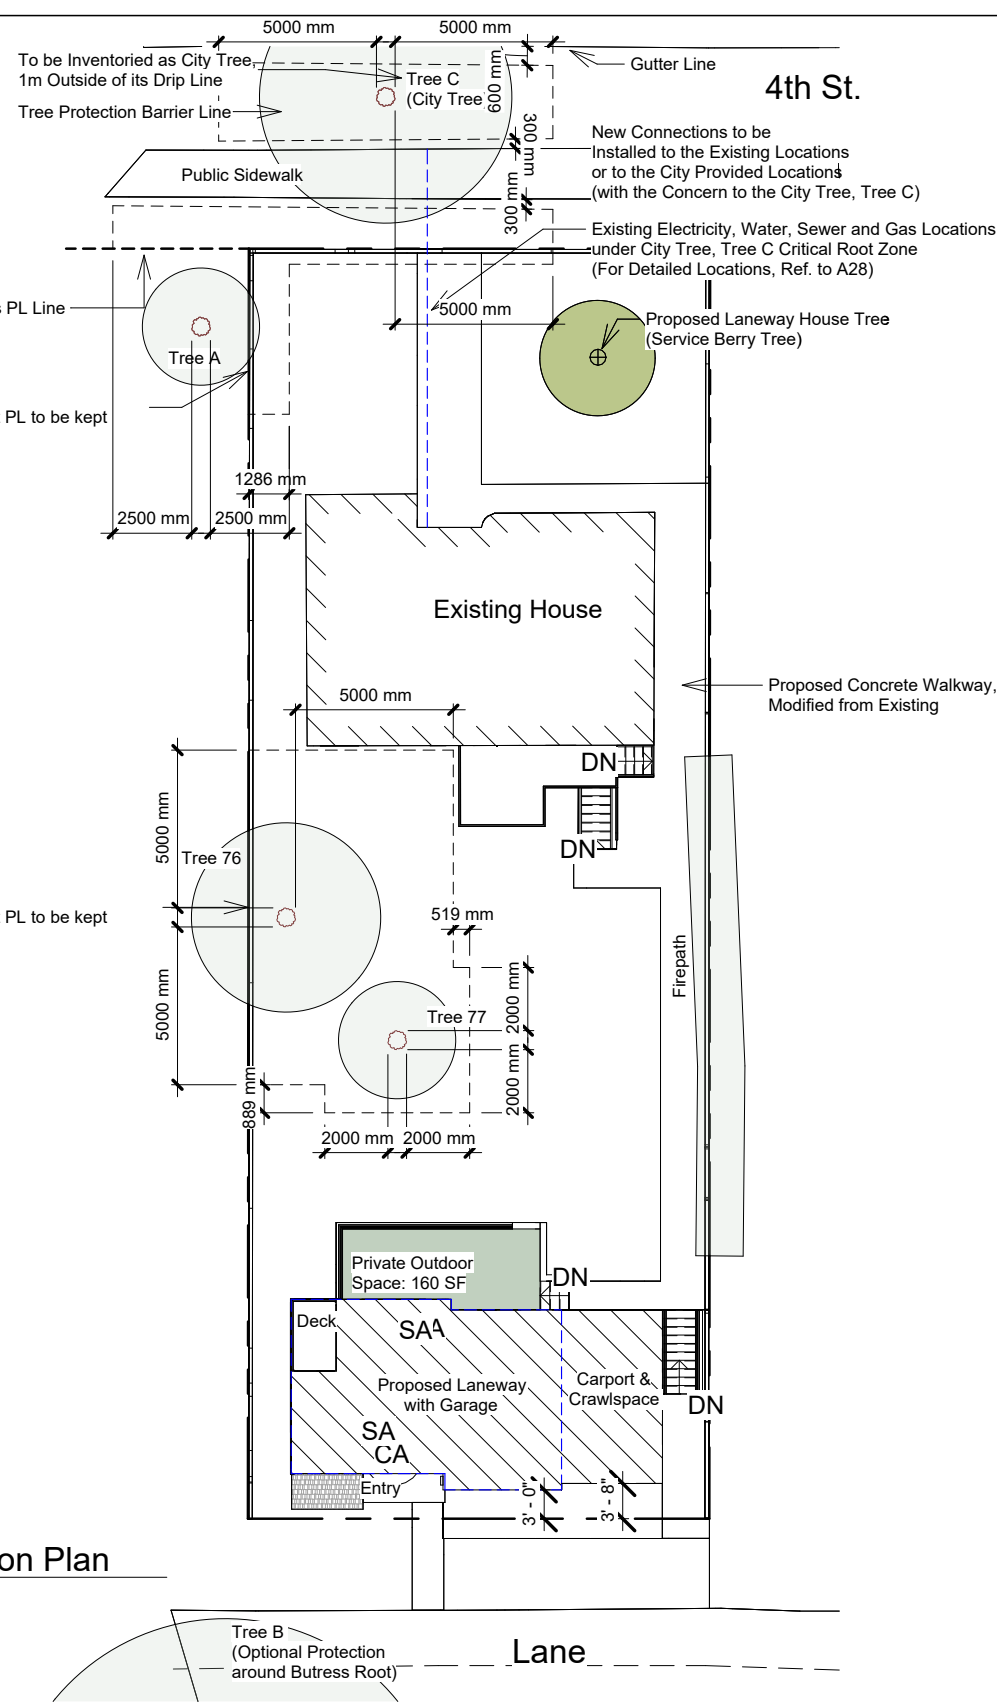 5000 mm
5000 mm
To be Inventoried as City Tree,
1m Outside of its Drip Line
Tree C
(City Tree
600 mm
Gutter Line
4th St.
Tree Protection Barrier Line
300 mm
New Connections to be
Installed to the Existing Locations
or to the City Provided Locations
(with the Concern to the City Tree, Tree C)
Public Sidewalk
300 mm
Existing Electricity, Water, Sewer and Gas Locations
under City Tree, Tree C Critical Root Zone
(For Detailed Locations, Ref. to A28)
PL Line
5000 mm
Proposed Laneway House Tree
(Service Berry Tree)
Tree A
PL to be kept
1286 mm
2500 mm
2500 mm
Existing House
5000 mm
Proposed Concrete Walkway,
Modified from Existing
DN
5000 mm
Tree 76
DN
PL to be kept
519 mm
Firepath
5000 mm
Tree 77
2000 mm
2000 mm
889 mm
2000 mm
2000 mm
Private Outdoor
Space: 160 SF
DN
Deck
SAA
Proposed Laneway
with Garage
Carport &
Crawlspace
DN
SA
CA
Entry
3' - 0"
3' - 8"
on Plan
Tree B
(Optional Protection
around Butress Root)
Lane